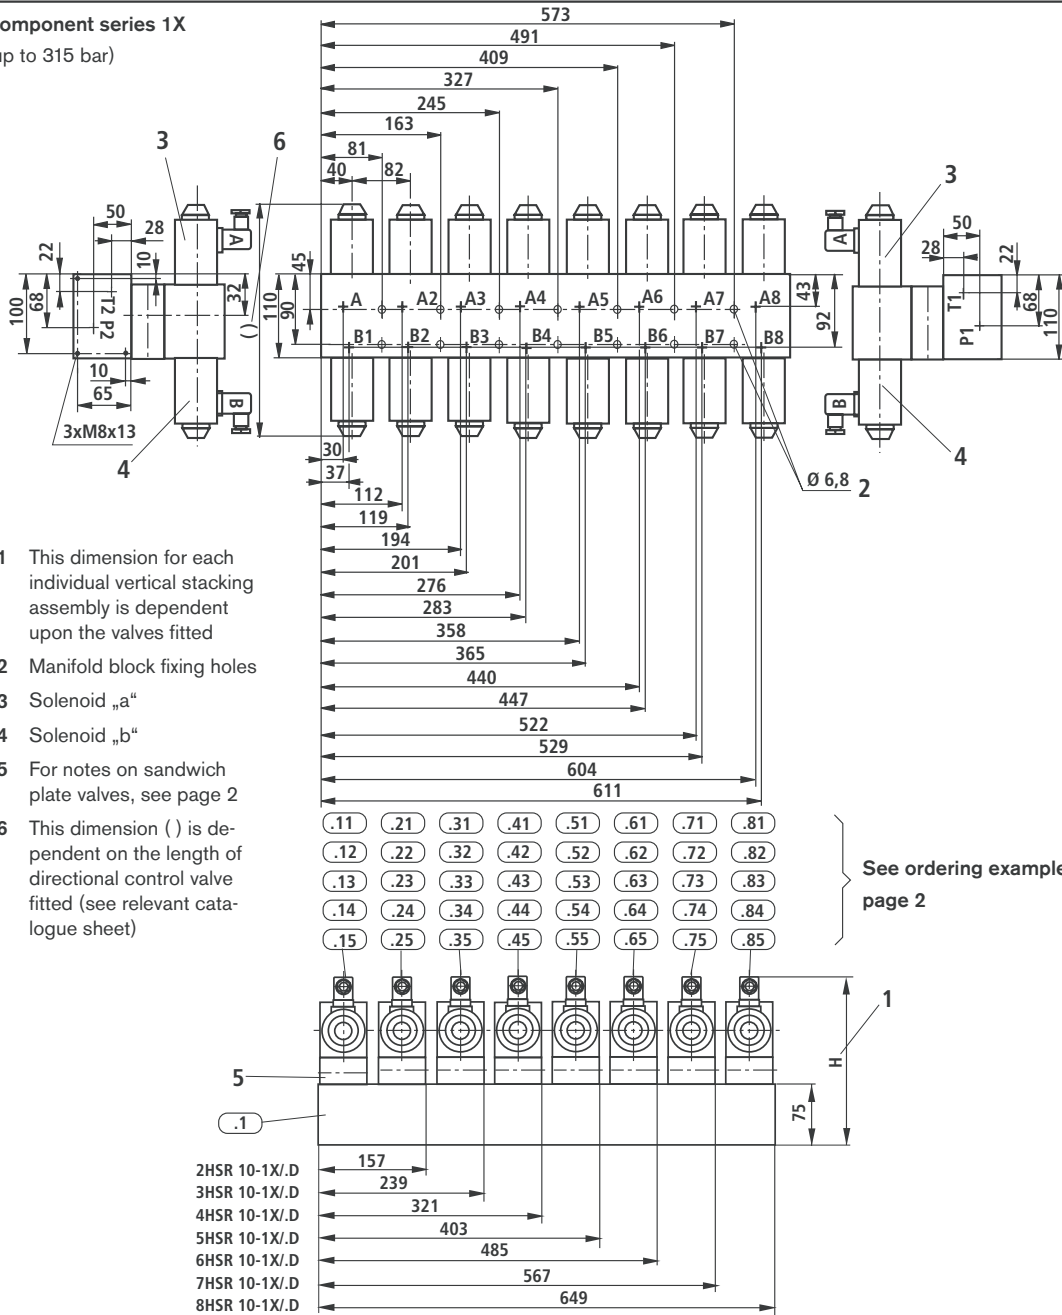 omponent series 1X
up to 315 bar)
573
491
409
327
245
163
81
40
82
3
6
3
50
28
22
10
100
68
T2 P2
32
10
65
3xM8x13
4
A
B
( )
45
110
90
A A2 A3 A4 A5 A6 A7 A8
B1 B2 B3 B4 B5 B6 B7 B8
43
92
A
B
50
28
22
T1
P1
68
110
4
Ø 6,8 2
30
37
112
119
194
201
276
283
358
365
440
447
522
529
604
611
1 This dimension for each
individual vertical stacking
assembly is dependent
upon the valves fitted
2 Manifold block fixing holes
3 Solenoid „a“
4 Solenoid „b“
5 For notes on sandwich
plate valves, see page 2
6 This dimension ( ) is de-
pendent on the length of
directional control valve
fitted (see relevant cata-
logue sheet)
.11 .21 .31 .41 .51 .61 .71 .81
.12 .22 .32 .42 .52 .62 .72 .82
.13 .23 .33 .43 .53 .63 .73 .83
.14 .24 .34 .44 .54 .64 .74 .84
.15 .25 .35 .45 .55 .65 .75 .85
See ordering example
page 2
1
H
75
5
.1
2HSR 10-1X/.D 157
3HSR 10-1X/.D 239
4HSR 10-1X/.D 321
5HSR 10-1X/.D 403
6HSR 10-1X/.D 485
7HSR 10-1X/.D 567
8HSR 10-1X/.D 649